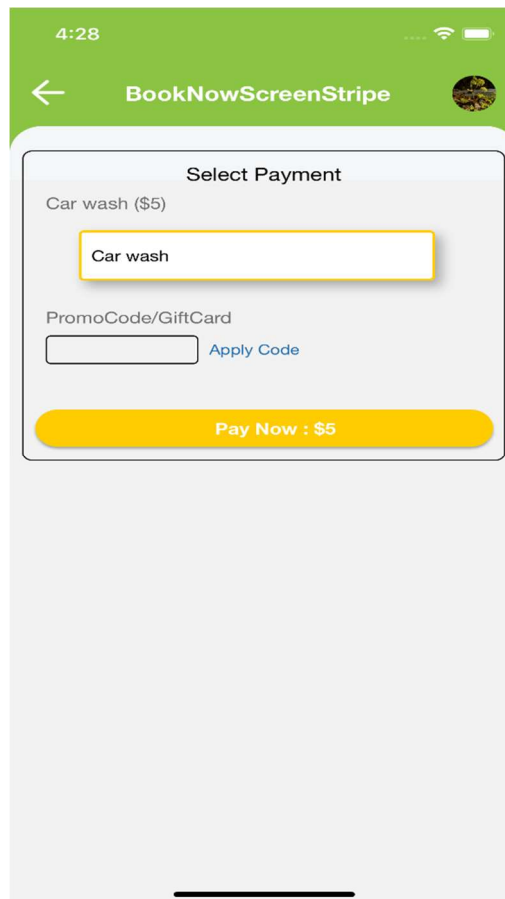 4:28
BookNowScreenStripe
Select Payment
Car wash ($5)
Car wash
PromoCode/GiftCard
Apply Code
Pay Now : $5